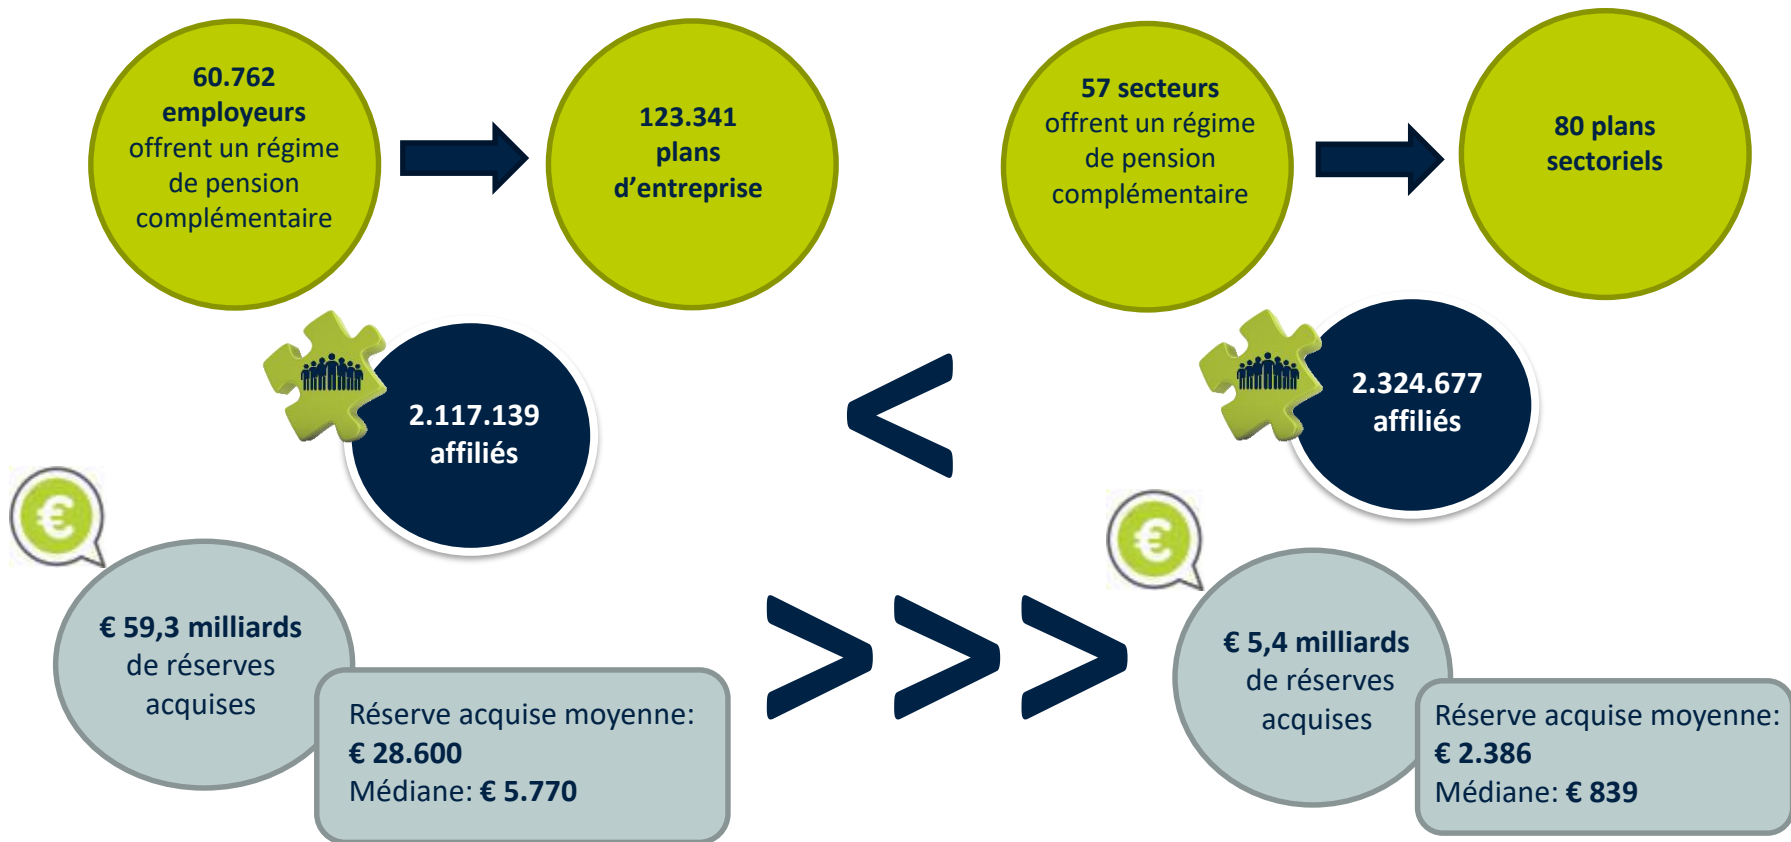 60.762
employeurs
offrent un régime
de pension
complémentaire
123.341
plans
d’entreprise
57 secteurs
offrent un régime
de pension
complémentaire
80 plans
sectoriels
2.117.139
affiliés
<
2.324.677
affiliés
€
€ 59,3 milliards
de réserves
acquises
Réserve acquise moyenne:
€ 28.600
Médiane: € 5.770
>>>
€
€ 5,4 milliards
de réserves
acquises
Réserve acquise moyenne:
€ 2.386
Médiane: € 839